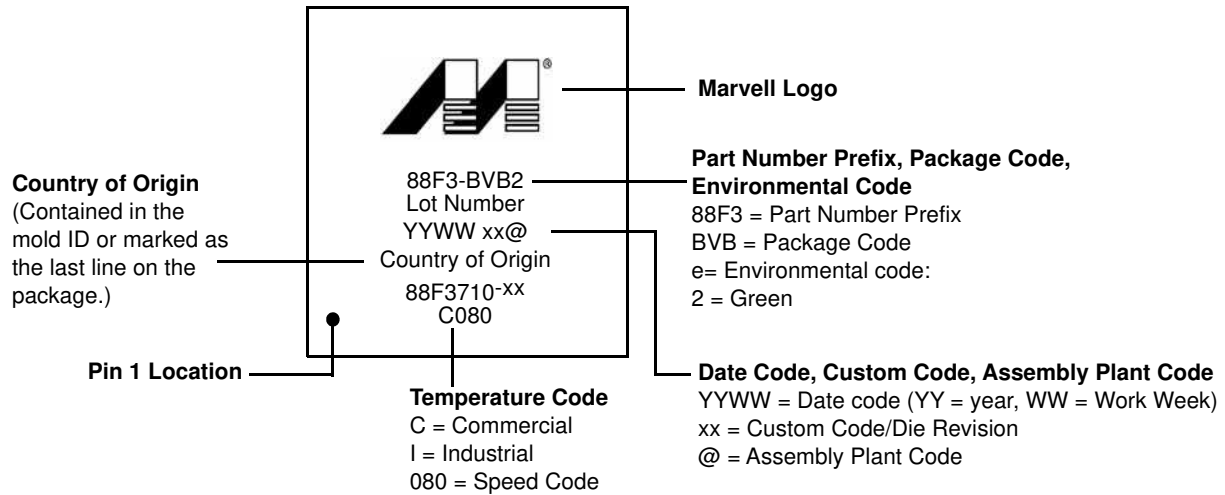 ®
Marvell Logo
Part Number Prefix, Package Code,
Environmental Code
88F3 = Part Number Prefix
BVB = Package Code
e= Environmental code:
2 = Green
Country of Origin
(Contained in the
mold ID or marked as
the last line on the
package.)
88F3-BVB2
Lot Number
YYWW xx@
Country of Origin
88F3710-xx
C080
Pin 1 Location
Temperature Code
C = Commercial
I = Industrial
080 = Speed Code
Date Code, Custom Code, Assembly Plant Code
YYWW = Date code (YY = year, WW = Work Week)
xx = Custom Code/Die Revision
@ = Assembly Plant Code